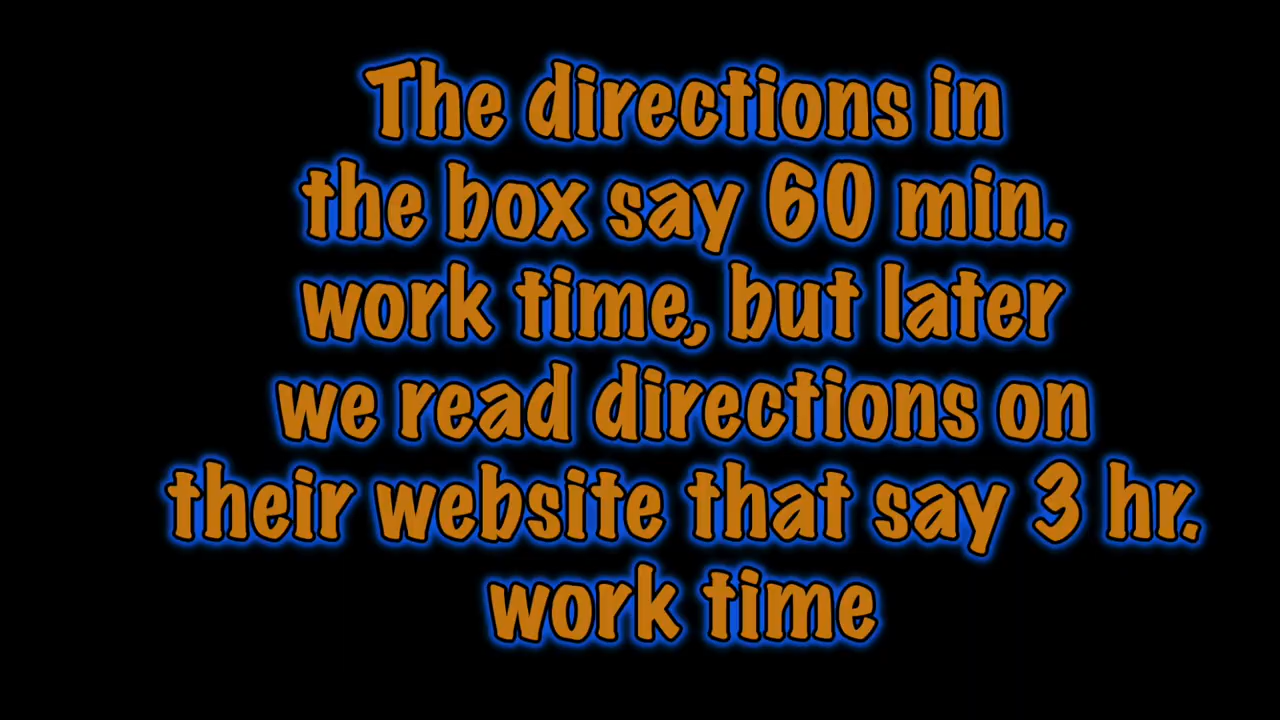 The directions in
the box say 60 min.
work time, but later
we read directions on
their website that say 3 hr.
work time